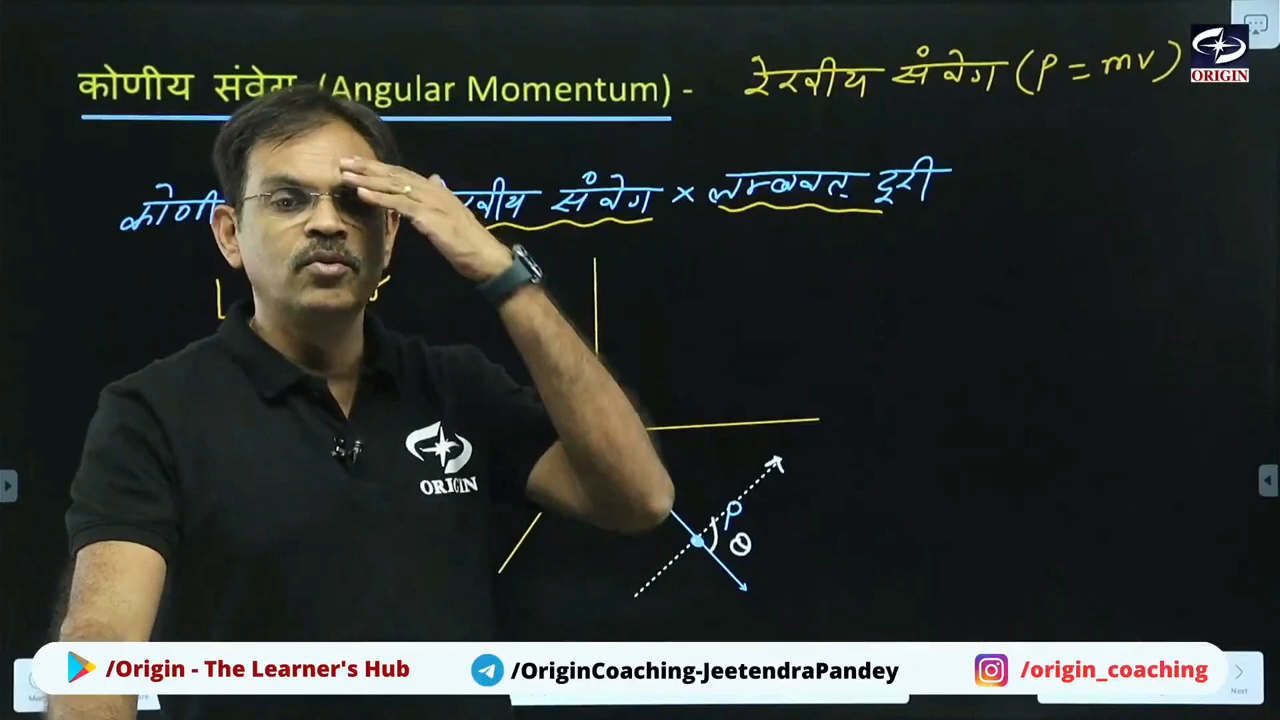 कोणीय संवेग (Angular Momentum) - रेखीय संवेग (P = mv)
ORIGIN
संवेग × लम्बवत दूरी
P
θ
ORIGIN
/Origin - The Learner's Hub /OriginCoaching-JeetendraPandey /origin_coaching